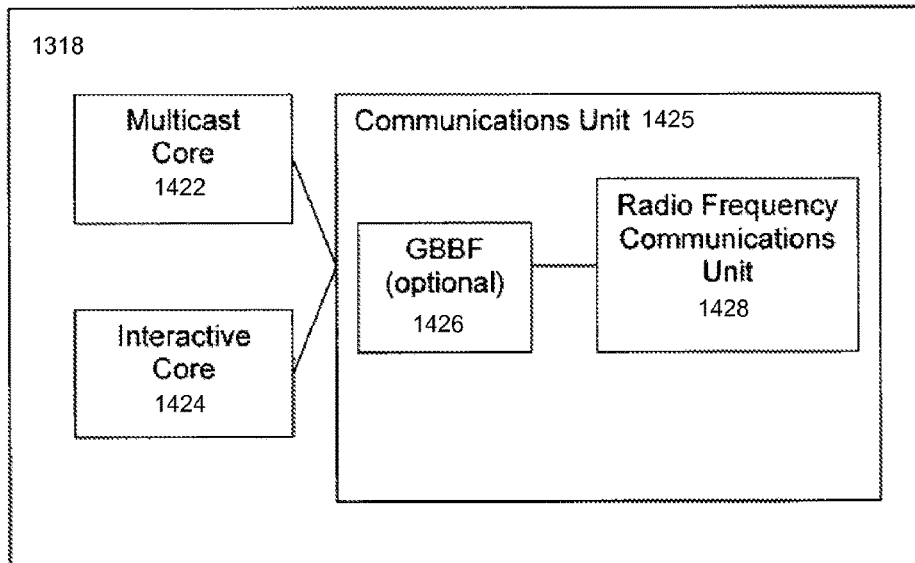 1318
Multicast
Core
1422
Interactive
Core
1424
Communications Unit 1425
GBBF
(optional)
1426
Radio Frequency
Communications
Unit
1428